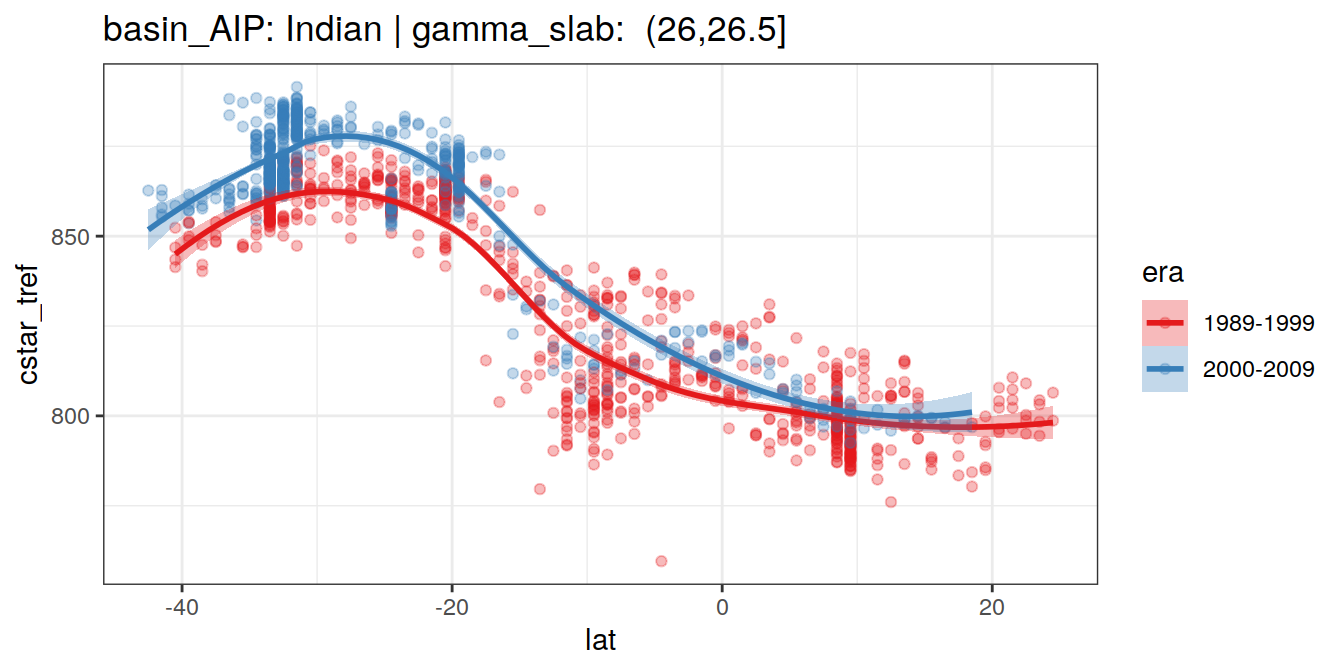 basin_AIP: Indian | gamma_slab:  (26,26.5]
850
800
cstar_tref
-40
-20
0
20
lat
era
1989-1999
2000-2009